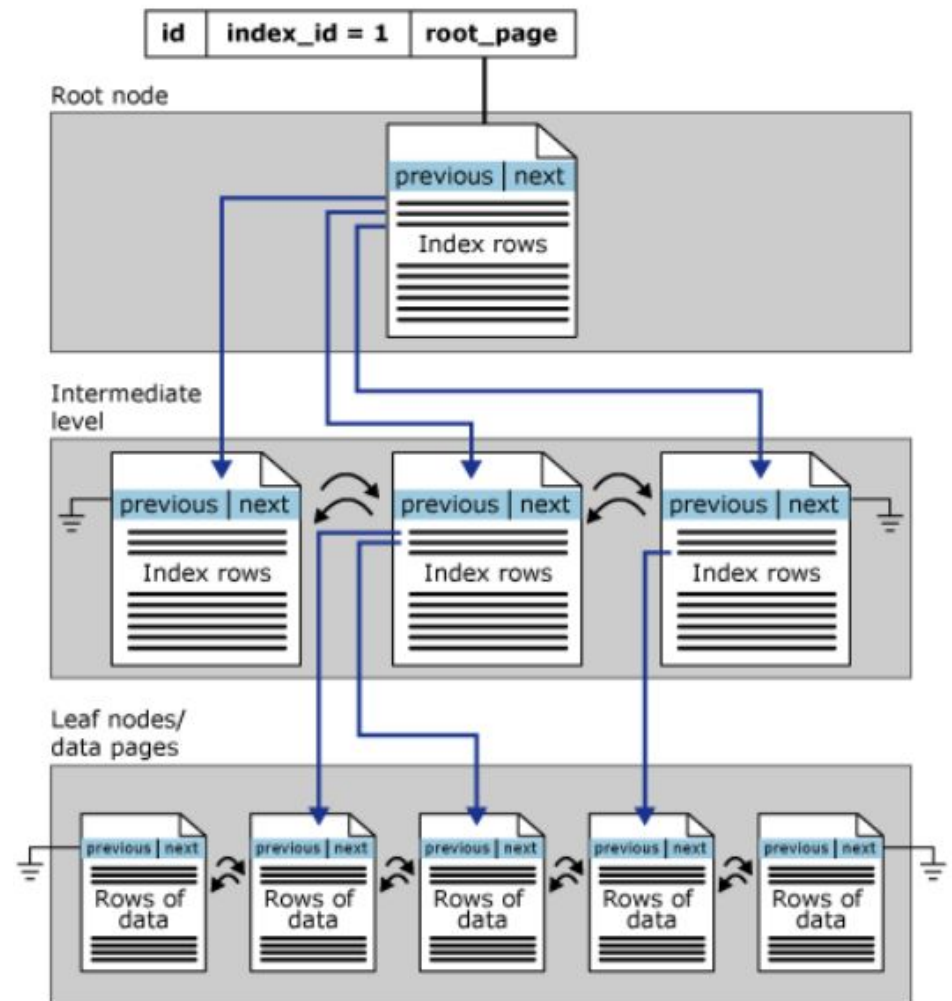 id index_id = 1 root_page
Root node
previous next
Index rows
Intermediate
level
previous next
Index rows
previous next
Index rows
previous next
Index rows
Leaf nodes/
data pages
previous next
Rows of
data
previous next
Rows of
data
previous next
Rows of
data
previous next
Rows of
data
previous next
Rows of
data